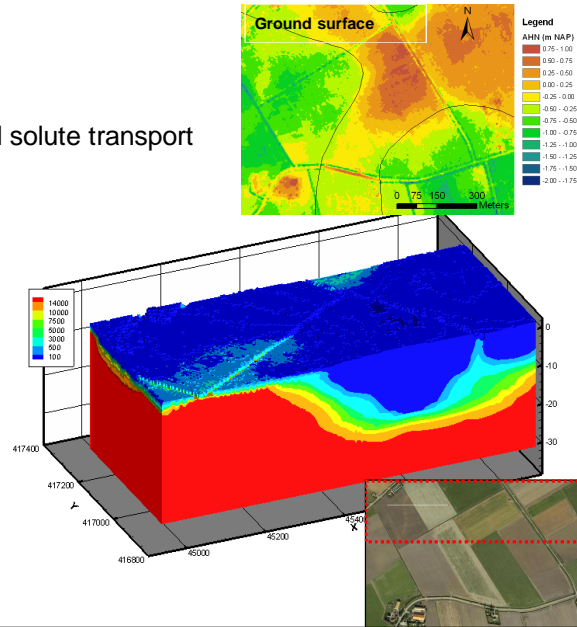 Ground surface
N
0 75 150 300
Meters
Legend
AHN (m NAP)
0.75 - 1.00
0.50 - 0.75
0.25 - 0.50
0.00 - 0.25
-0.25 - 0.00
-0.50 - -0.25
-0.75 - -0.50
-1.00 - -0.75
-1.25 - -1.00
-1.50 - -1.25
-1.75 - -1.50
-2.00 - -1.75
solute transport
14000
10000
7500
5000
3000
500
100
0
-10
-20
-30
417400
417200
417000
416800
Y
45000
45200
X